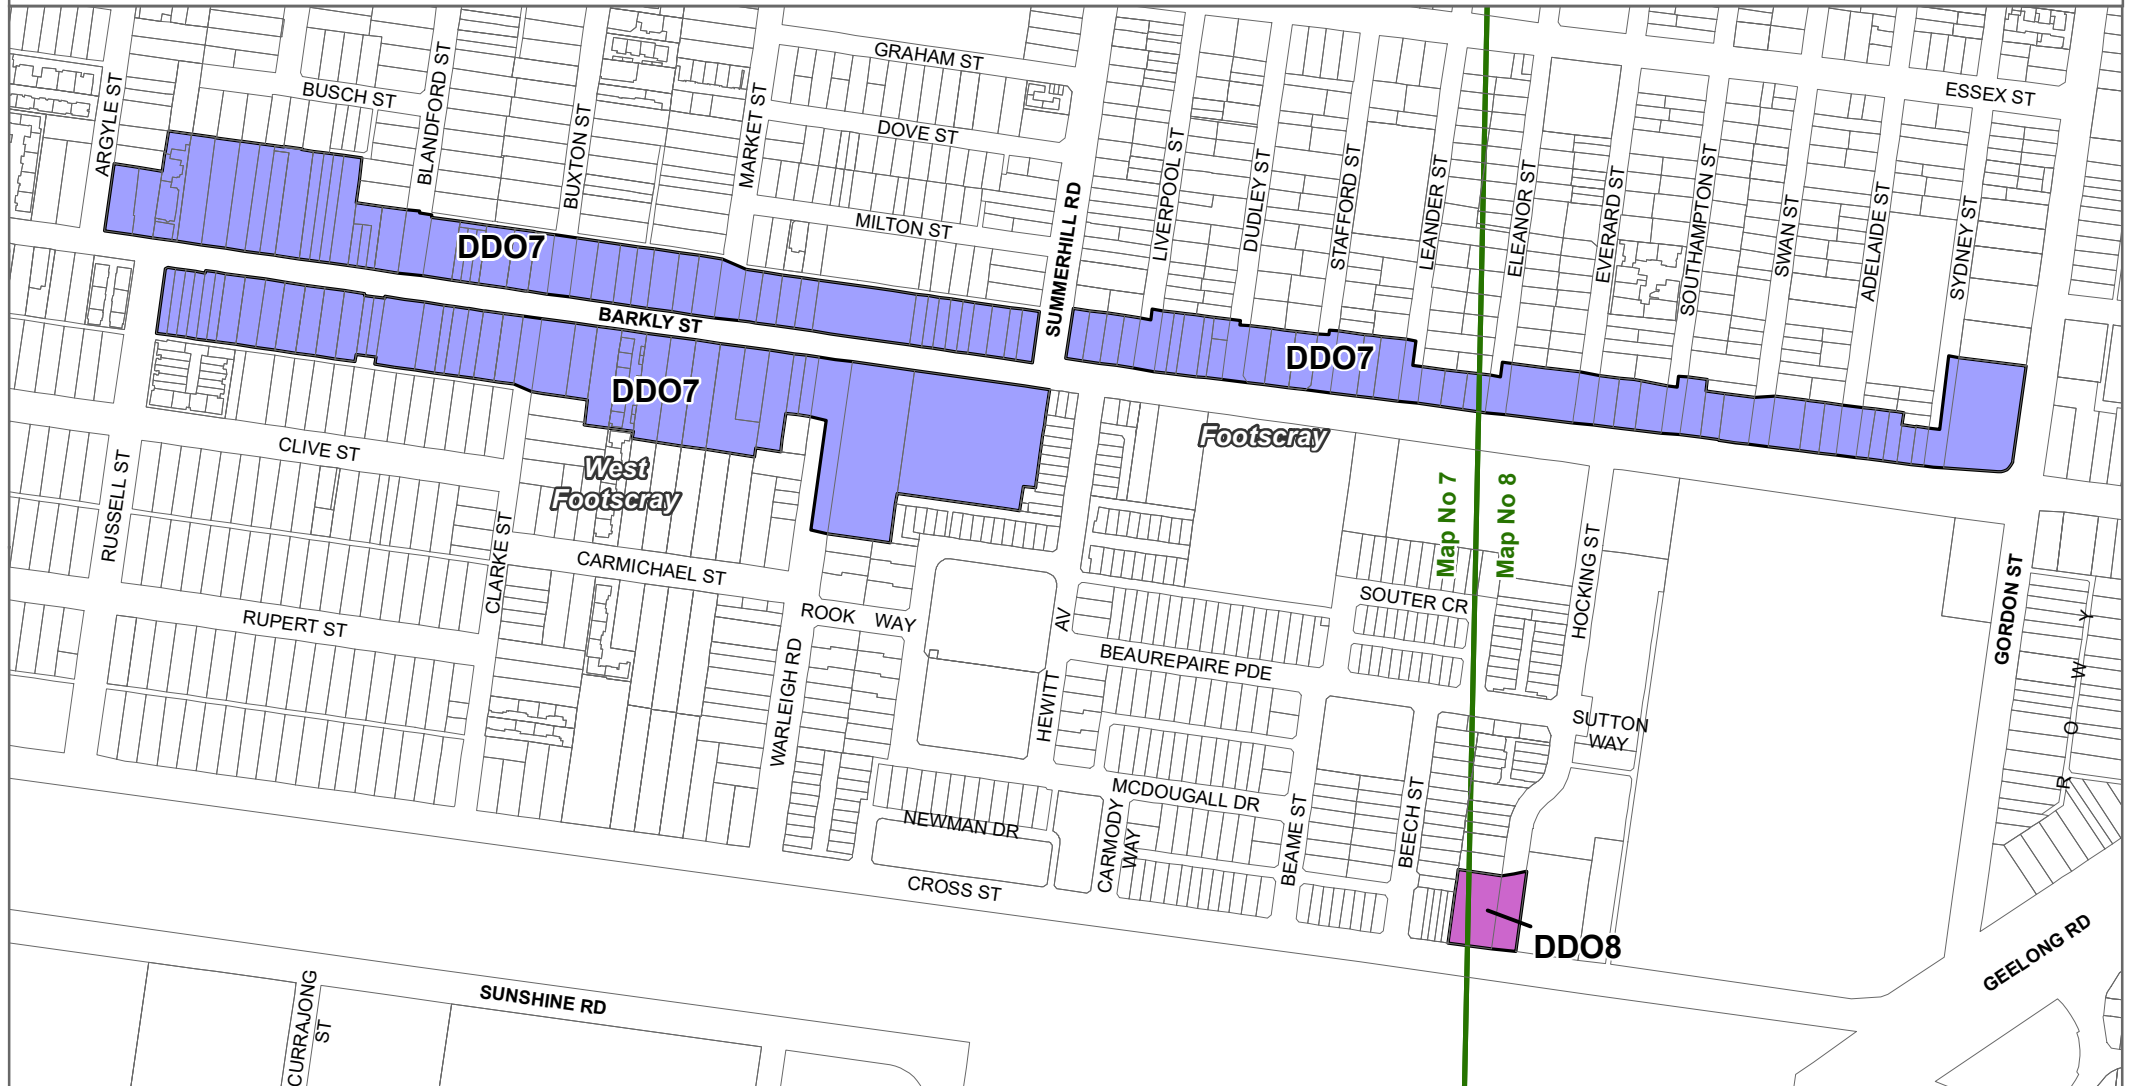 GRAHAM ST
BUSCH ST
ESSEX ST
ARGYLE ST
BLANDFORD ST
BUXTON ST
MARKET ST
DOVE ST
MILTON ST
SUMMERHILL RD
LIVERPOOL ST
DUDLEY ST
STAFFORD ST
LEANDER ST
ELEANOR ST
EVERARD ST
SOUTHAMPTON ST
SWAN ST
ADELAIDE ST
SYDNEY ST
DDO7
BARKLY ST
DDO7
DDO7
Footscray
West
Footscray
CLIVE ST
RUSSELL ST
CLARKE ST
CARMICHAEL ST
RUPERT ST
ROOK WAY
WARLEIGH RD
HEWITT AV
BEAUREPAIRE PDE
SOUTER CR
Map No 7
Map No 8
HOCKING ST
SUTTON
WAY
GORDON ST
ROWY
MCDOUGALL DR
NEWMAN DR
CARMODY
WAY
BEAME ST
BEECH ST
CROSS ST
DDO8
GEELONG RD
SUNSHINE RD
CURRAJONG
ST